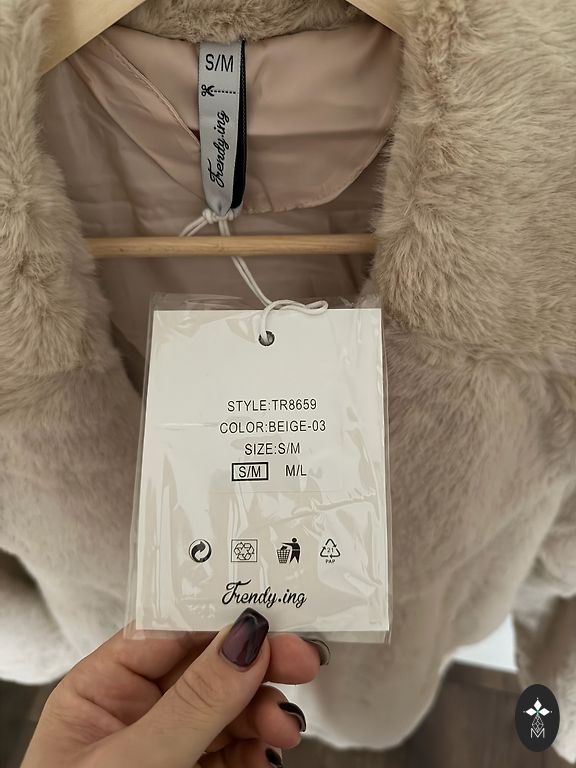 S/M
Trendy.ing
STYLE:TR8659
COLOR:BEIGE-03
SIZE:S/M
S/M M/L
21
PAP
Trendy.ing
M